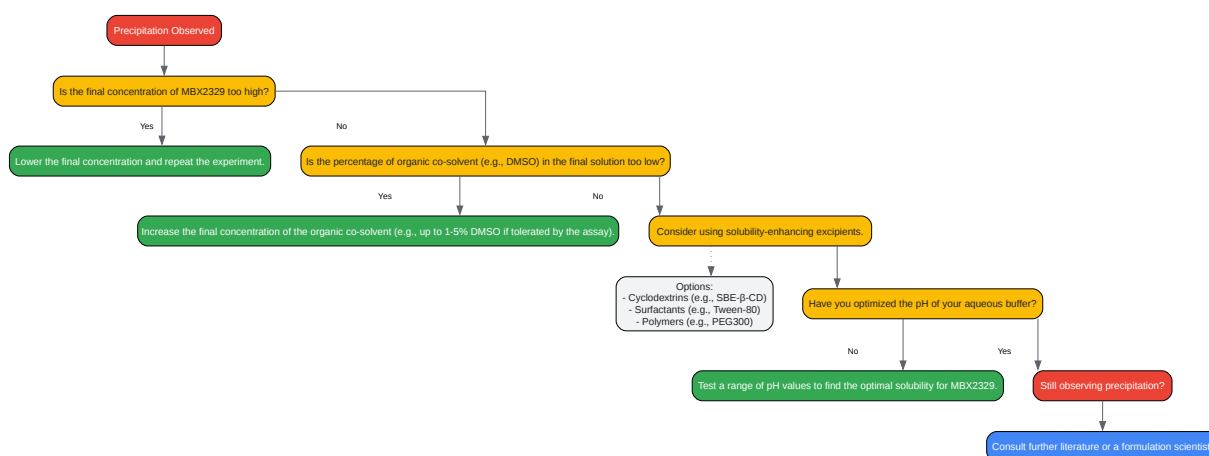 Precipitation Observed
Is the final concentration of MBX2329 too high?
Yes
No
Lower the final concentration and repeat the experiment.
Is the percentage of organic co-solvent (e.g., DMSO) in the final solution too low?
Yes
No
Increase the final concentration of the organic co-solvent (e.g., up to 1-5% DMSO if tolerated by the assay).
Consider using solubility-enhancing excipients.
Options:
- Cyclodextrins (e.g., SBE-β-CD)
- Surfactants (e.g., Tween-80)
- Polymers (e.g., PEG300)
Have you optimized the pH of your aqueous buffer?
No
Yes
Test a range of pH values to find the optimal solubility for MBX2329.
Still observing precipitation?
Consult further literature or a formulation scientist